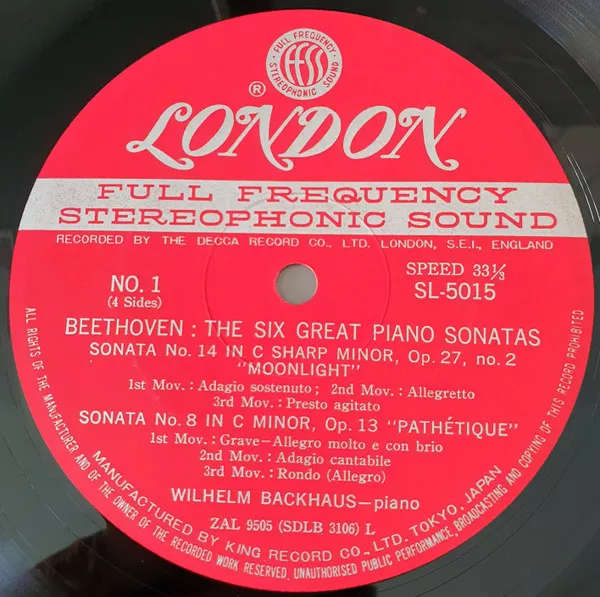 FULL FREQUENCY
FFSS
STEREOPHONIC SOUND
®
LONDON
FULL FREQUENCY
STEREOPHONIC SOUND
RECORDED BY THE DECCA RECORD CO., LTD. LONDON, S.E.I., ENGLAND
NO. 1
(4 Sides)
SPEED 33⅓
SL-5015
BEETHOVEN : THE SIX GREAT PIANO SONATAS
SONATA No. 14 IN C SHARP MINOR, Op. 27, no. 2
"MOONLIGHT"
1st Mov.: Adagio sostenuto; 2nd Mov.: Allegretto
3rd Mov.: Presto agitato
SONATA No. 8 IN C MINOR, Op. 13 "PATHÉTIQUE"
1st Mov.: Grave—Allegro molto e con brio
2nd Mov.: Adagio cantabile
3rd Mov.: Rondo (Allegro)
WILHELM BACKHAUS—piano
ZAL 9505 (SDLB 3106) L
MANUFACTURED BY KING RECORD CO., LTD. TOKYO, JAPAN
ALL RIGHTS OF THE MANUFACTURER AND OF THE OWNER OF THE RECORDED WORK RESERVED. UNAUTHORISED PUBLIC PERFORMANCE, BROADCASTING AND COPYING OF THIS RECORD PROHIBITED